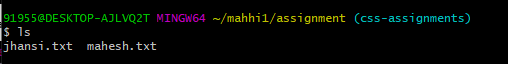 91955@DESKTOP-AJLVQ2T MINGW64 ~/mahhi1/assignment (css-assignments)
$ ls
jhansi.txt  mahesh.txt